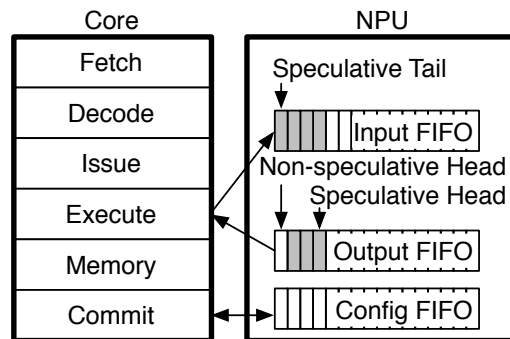 Core
NPU
Fetch
Decode
Issue
Execute
Memory
Commit
Speculative Tail
Input FIFO
Non-speculative Head
Speculative Head
Output FIFO
Config FIFO